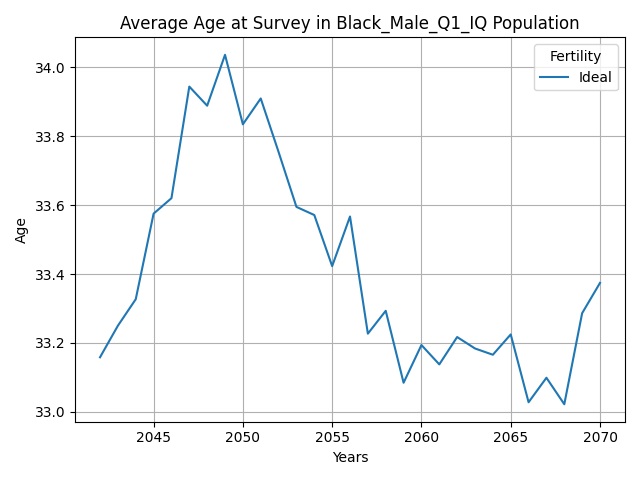 Average Age at Survey in Black_Male_Q1_IQ Population
Fertility
Ideal
Age
34.0
33.8
33.6
33.4
33.2
33.0
2045 2050 2055 2060 2065 2070
Years